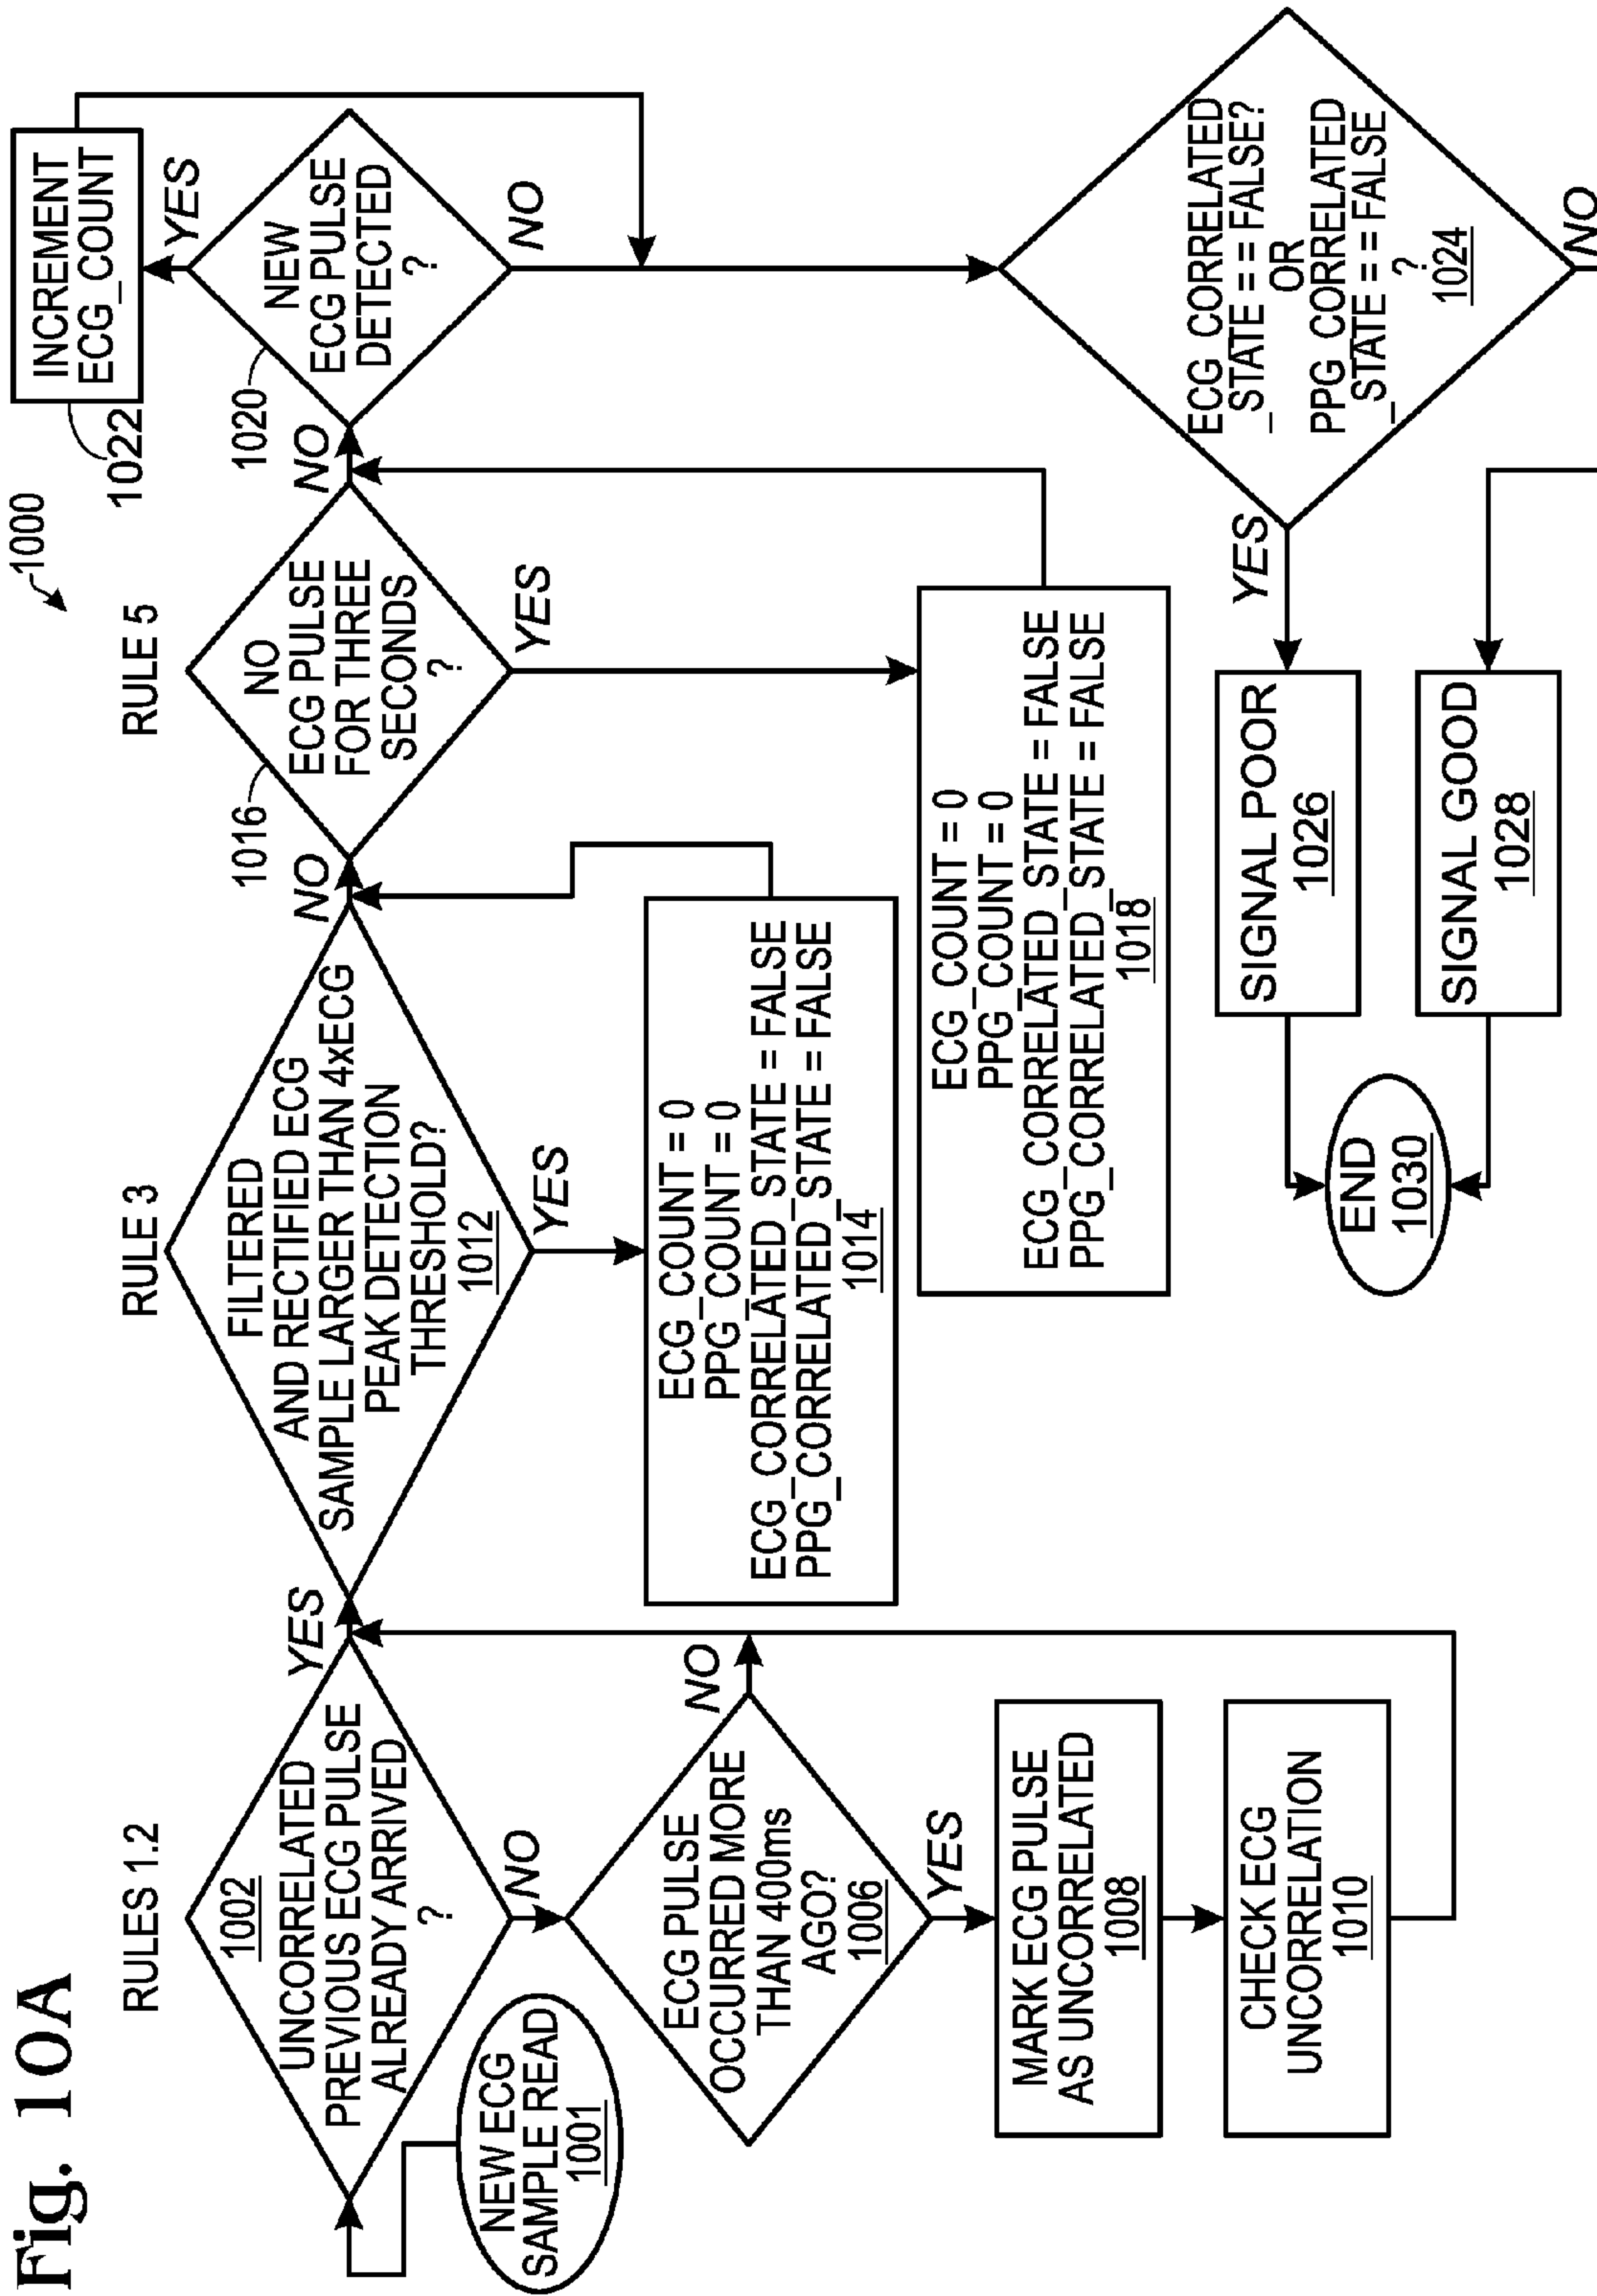 Fig. 10A
1000
RULES 1.2
UNCORRELATED
1002
PREVIOUS ECG PULSE
ALREADY ARRIVED
?
YES
NO
NEW ECG
SAMPLE READ
1001
ECG PULSE
OCCURRED MORE
THAN 400ms
AGO?
1006
NO
YES
MARK ECG PULSE
AS UNCORRELATED
1008
CHECK ECG
UNCORRELATION
1010
RULE 3
FILTERED
AND RECTIFIED ECG
SAMPLE LARGER THAN 4xECG
PEAK DETECTION
THRESHOLD?
1012
NO
YES
ECG_COUNT = 0
PPG_COUNT = 0
ECG_CORRELATED_STATE = FALSE
PPG_CORRELATED_STATE = FALSE
1014
RULE 5
1016
NO
ECG PULSE
FOR THREE
SECONDS
?
NO
YES
ECG_COUNT = 0
PPG_COUNT = 0
ECG_CORRELATED_STATE = FALSE
PPG_CORRELATED_STATE = FALSE
1018
1020
NEW
ECG PULSE
DETECTED
?
YES
NO
INCREMENT
ECG_COUNT
1022
ECG CORRELATED
_STATE = = FALSE?
OR
PPG CORRELATED
_STATE = = FALSE
?
1024
YES
NO
SIGNAL POOR
1026
SIGNAL GOOD
1028
END
1030